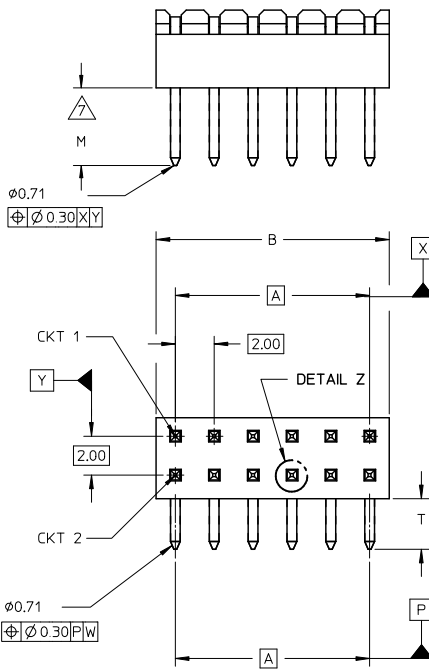 7
M
ø0.71
⌖ Ø 0.30 X Y
B
X
A
CKT 1
2.00
Y
DETAIL Z
2.00
CKT 2
T
ø0.71
⌖ Ø 0.30 P W
P
A